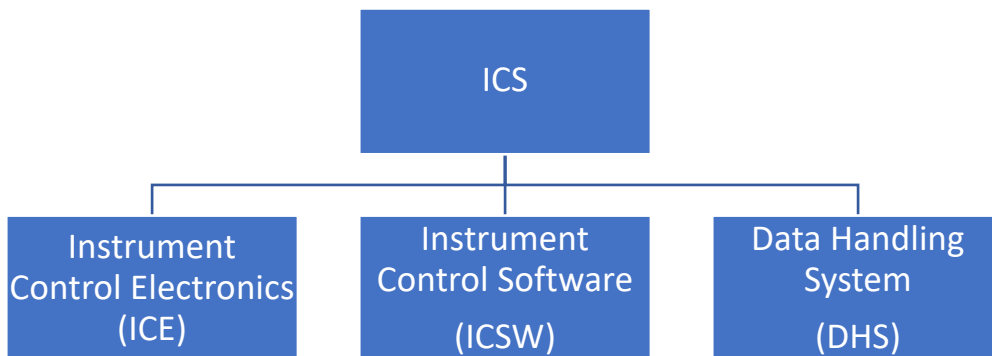 ICS
Instrument
Control Electronics
(ICE)
Instrument
Control Software
(ICSW)
Data Handling
System
(DHS)